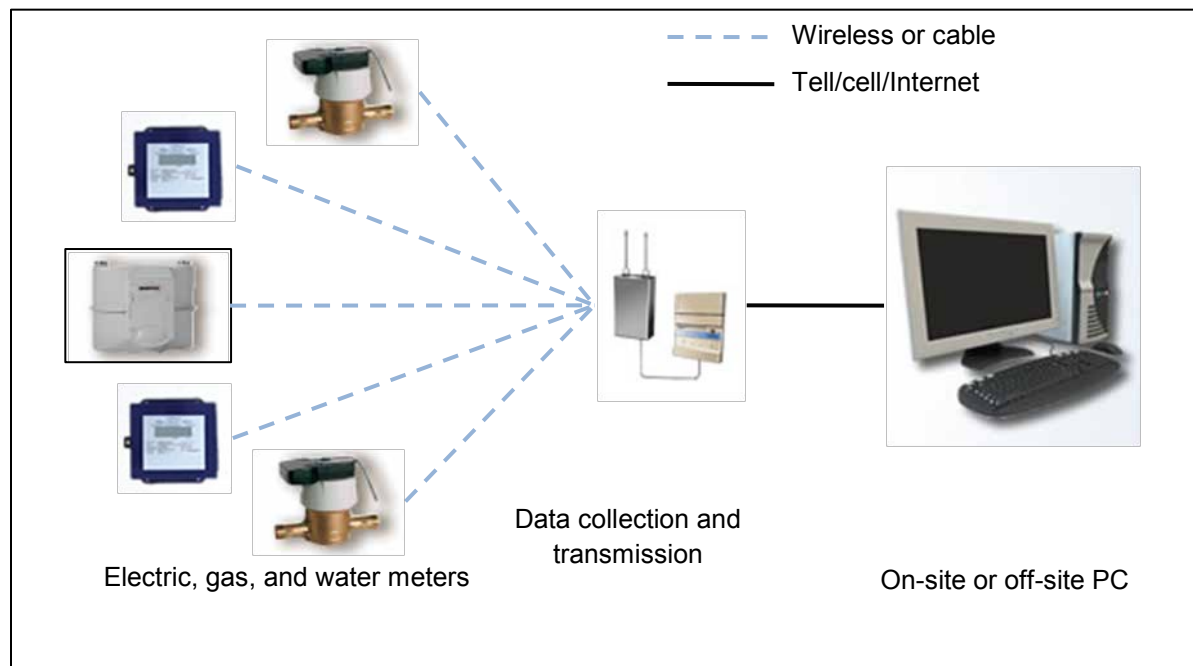 Wireless or cable
Tell/cell/Internet
Data collection and
transmission
Electric, gas, and water meters
On-site or off-site PC